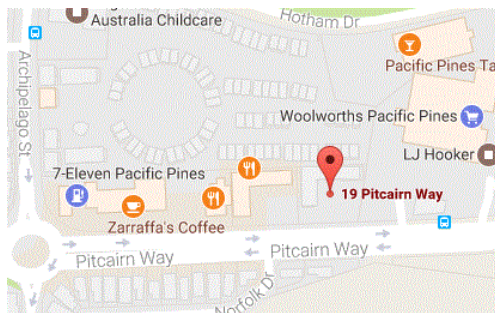 Australia Childcare
Hotham Dr
Pacific Pines Ta
Archipelago St
Woolworths Pacific Pines
LJ Hooker
7-Eleven Pacific Pines
19 Pitcairn Way
Zarraffa's Coffee
Pitcairn Way
Pitcairn Way
Norfolk Dr